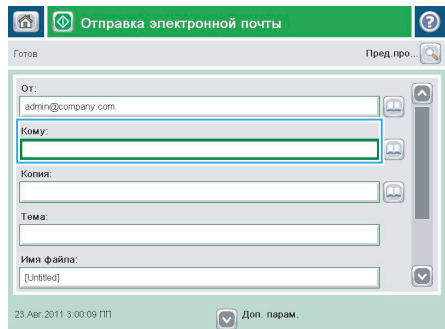 Отправка электронной почты
Готов
Пред.про...
От:
admin@company.com
Кому:
Копия:
Тема:
Имя файла:
[Untitled]
23.Авг.2011 3:00:09 ПП
Доп. парам.